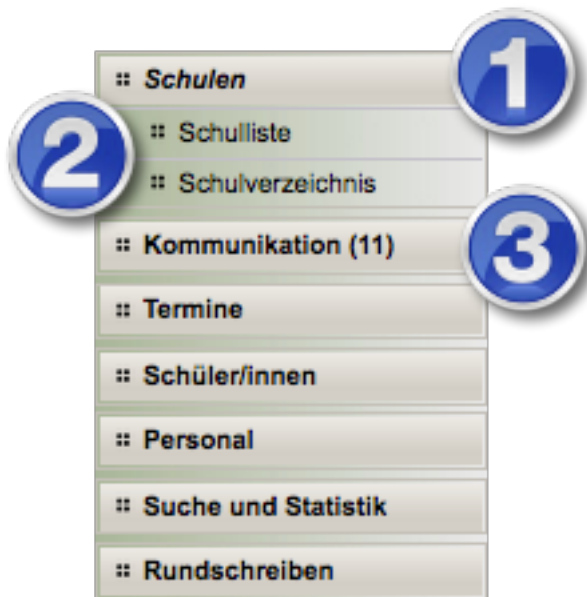 1
Schulen
2
Schulliste
Schulverzeichnis
Kommunikation (11)
3
Termine
Schüler/innen
Personal
Suche und Statistik
Rundschreiben